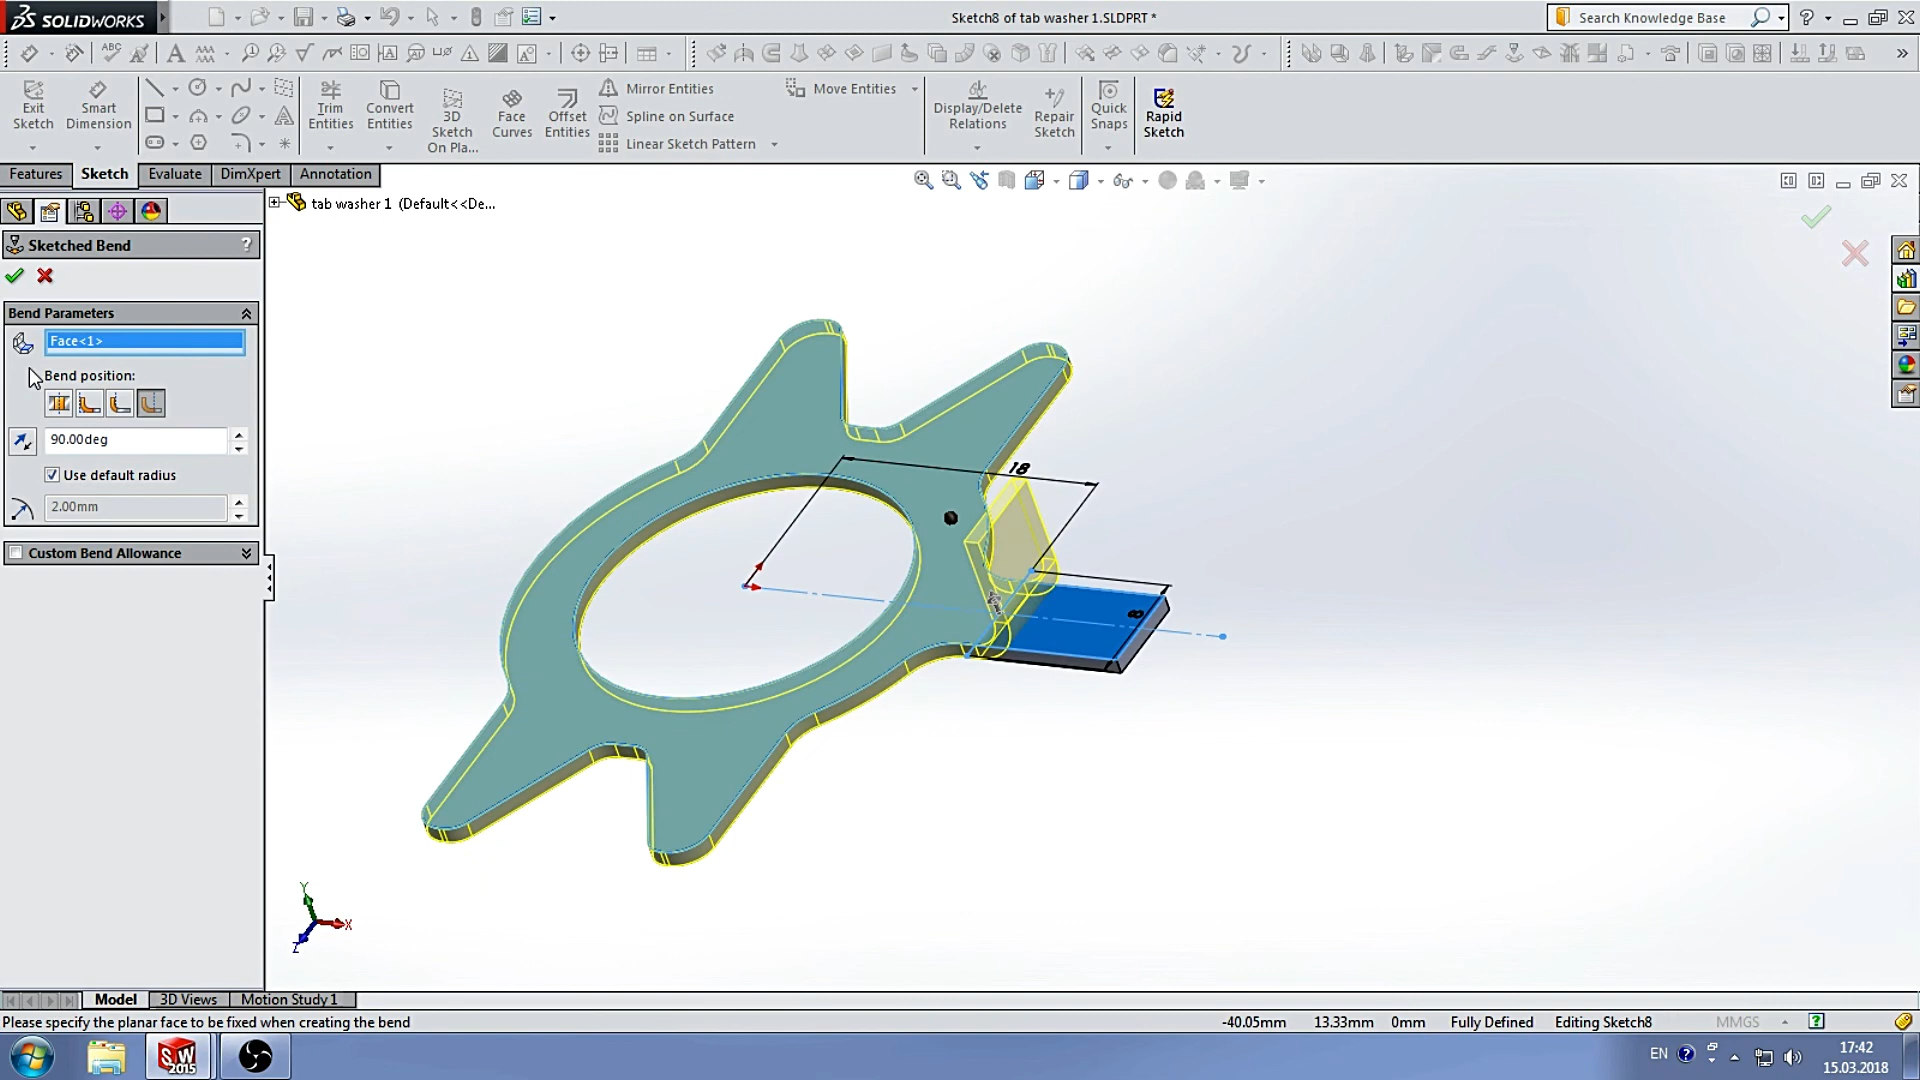 SOLIDWORKS
Sketch8 of tab washer 1.SLDPRT *
Search Knowledge Base
Exit Sketch
Smart Dimension
Trim Entities
Convert Entities
3D Sketch On Pla...
Face Curves
Offset Entities
Mirror Entities
Spline on Surface
Linear Sketch Pattern
Move Entities
Display/Delete Relations
Repair Sketch
Quick Snaps
Rapid Sketch
Features
Sketch
Evaluate
DimXpert
Annotation
tab washer 1 (Default<<De...
Sketched Bend
?
Bend Parameters
Face<1>
Bend position:
90.00deg
Use default radius
2.00mm
Custom Bend Allowance
18
8
Y
X
Z
Model
3D Views
Motion Study 1
Please specify the planar face to be fixed when creating the bend
-40.05mm
13.33mm
0mm
Fully Defined
Editing Sketch8
MMGS
SW
2015
EN
17:42
15.03.2018